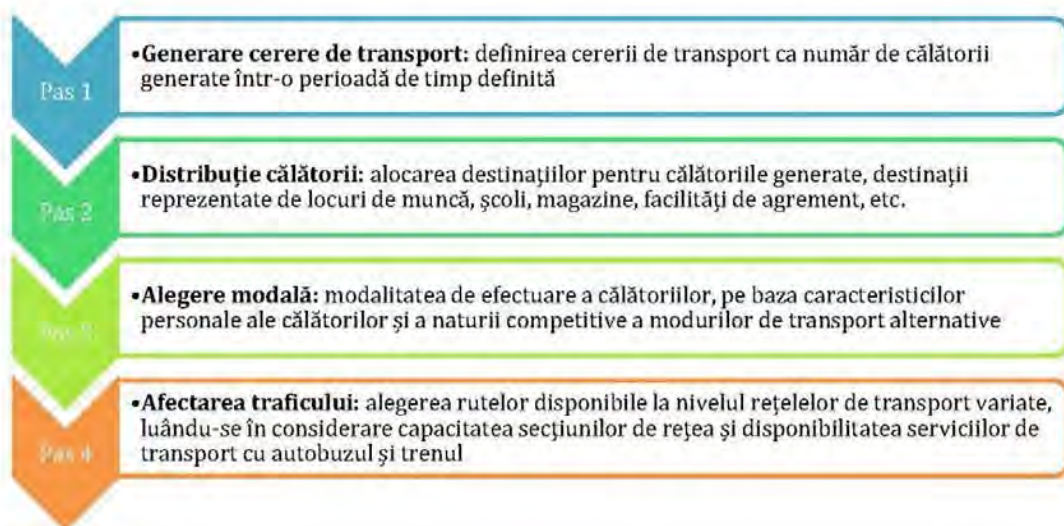 Pas 1
•Generare cerere de transport: definirea cererii de transport ca număr de călătorii
generate într-o perioadă de timp definită
Pas 2
•Distribuție călătorii: alocarea destinațiilor pentru călătoriile generate, destinații
reprezentate de locuri de muncă, școli, magazine, facilități de agrement, etc.
Pas 3
•Alegere modală: modalitatea de efectuare a călătoriilor, pe baza caracteristicilor
personale ale călătorilor și a naturii competitive a modurilor de transport alternative
Pas 4
•Afectarea traficului: alegerea rutelor disponibile la nivelul rețelelor de transport variate,
luându-se în considerare capacitatea secțiunilor de rețea și disponibilitatea serviciilor de
transport cu autobuzul și trenul